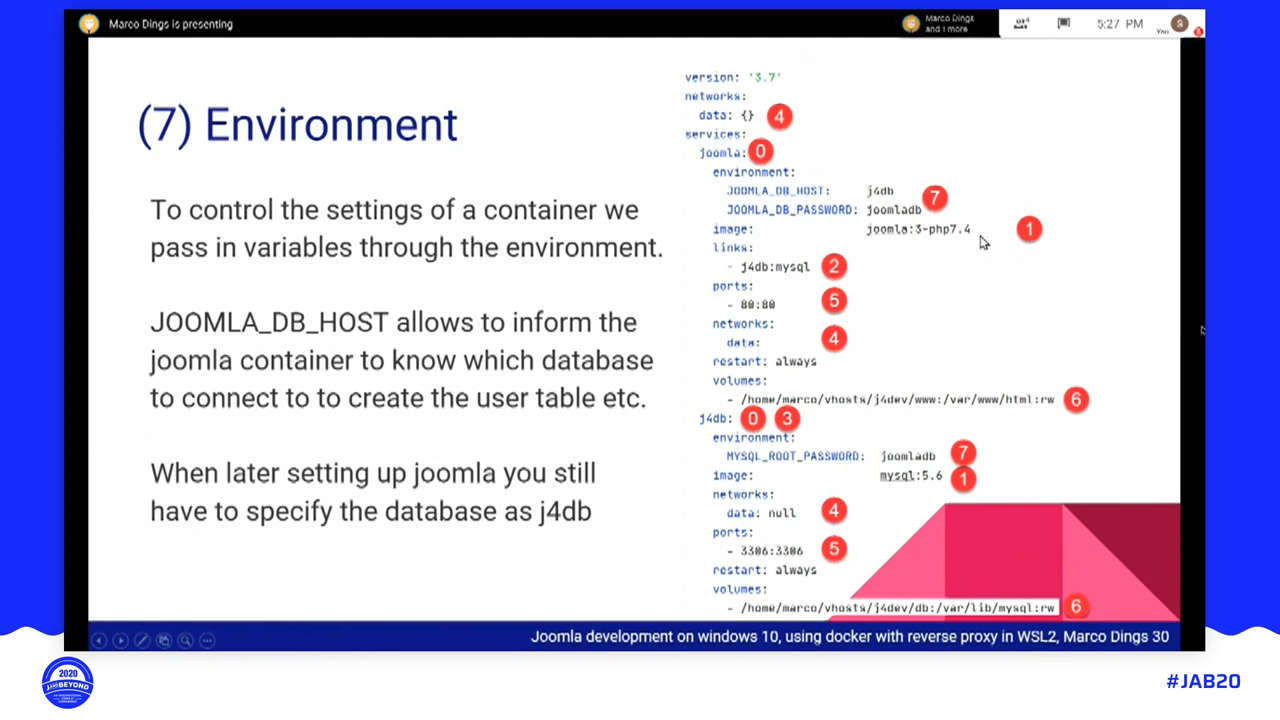 Marco Dings is presenting
Marco Dings
and 1 more
5:27 PM
You
S
(7) Environment
To control the settings of a container we
pass in variables through the environment.
JOOMLA_DB_HOST allows to inform the
joomla container to know which database
to connect to to create the user table etc.
When later setting up joomla you still
have to specify the database as j4db
version: '3.7'
networks:
data: {} 4
services:
joomla: 0
environment:
JOOMLA_DB_HOST: j4db 7
JOOMLA_DB_PASSWORD: joomladb
image: joomla:3-php7.4 1
links:
- j4db:mysql 2
ports:
- 80:80 5
networks:
data: 4
restart: always
volumes:
- /home/marco/vhosts/j4dev/www:/var/www/html:rw 6
j4db: 0 3
environment:
MYSQL_ROOT_PASSWORD: joomladb 7
image: mysql:5.6 1
networks:
data: null 4
ports:
- 3306:3306 5
restart: always
volumes:
- /home/marco/vhosts/j4dev/db:/var/lib/mysql:rw 6
Joomla development on windows 10, using docker with reverse proxy in WSL2, Marco Dings 30
2020
BEYOND
#JAB20